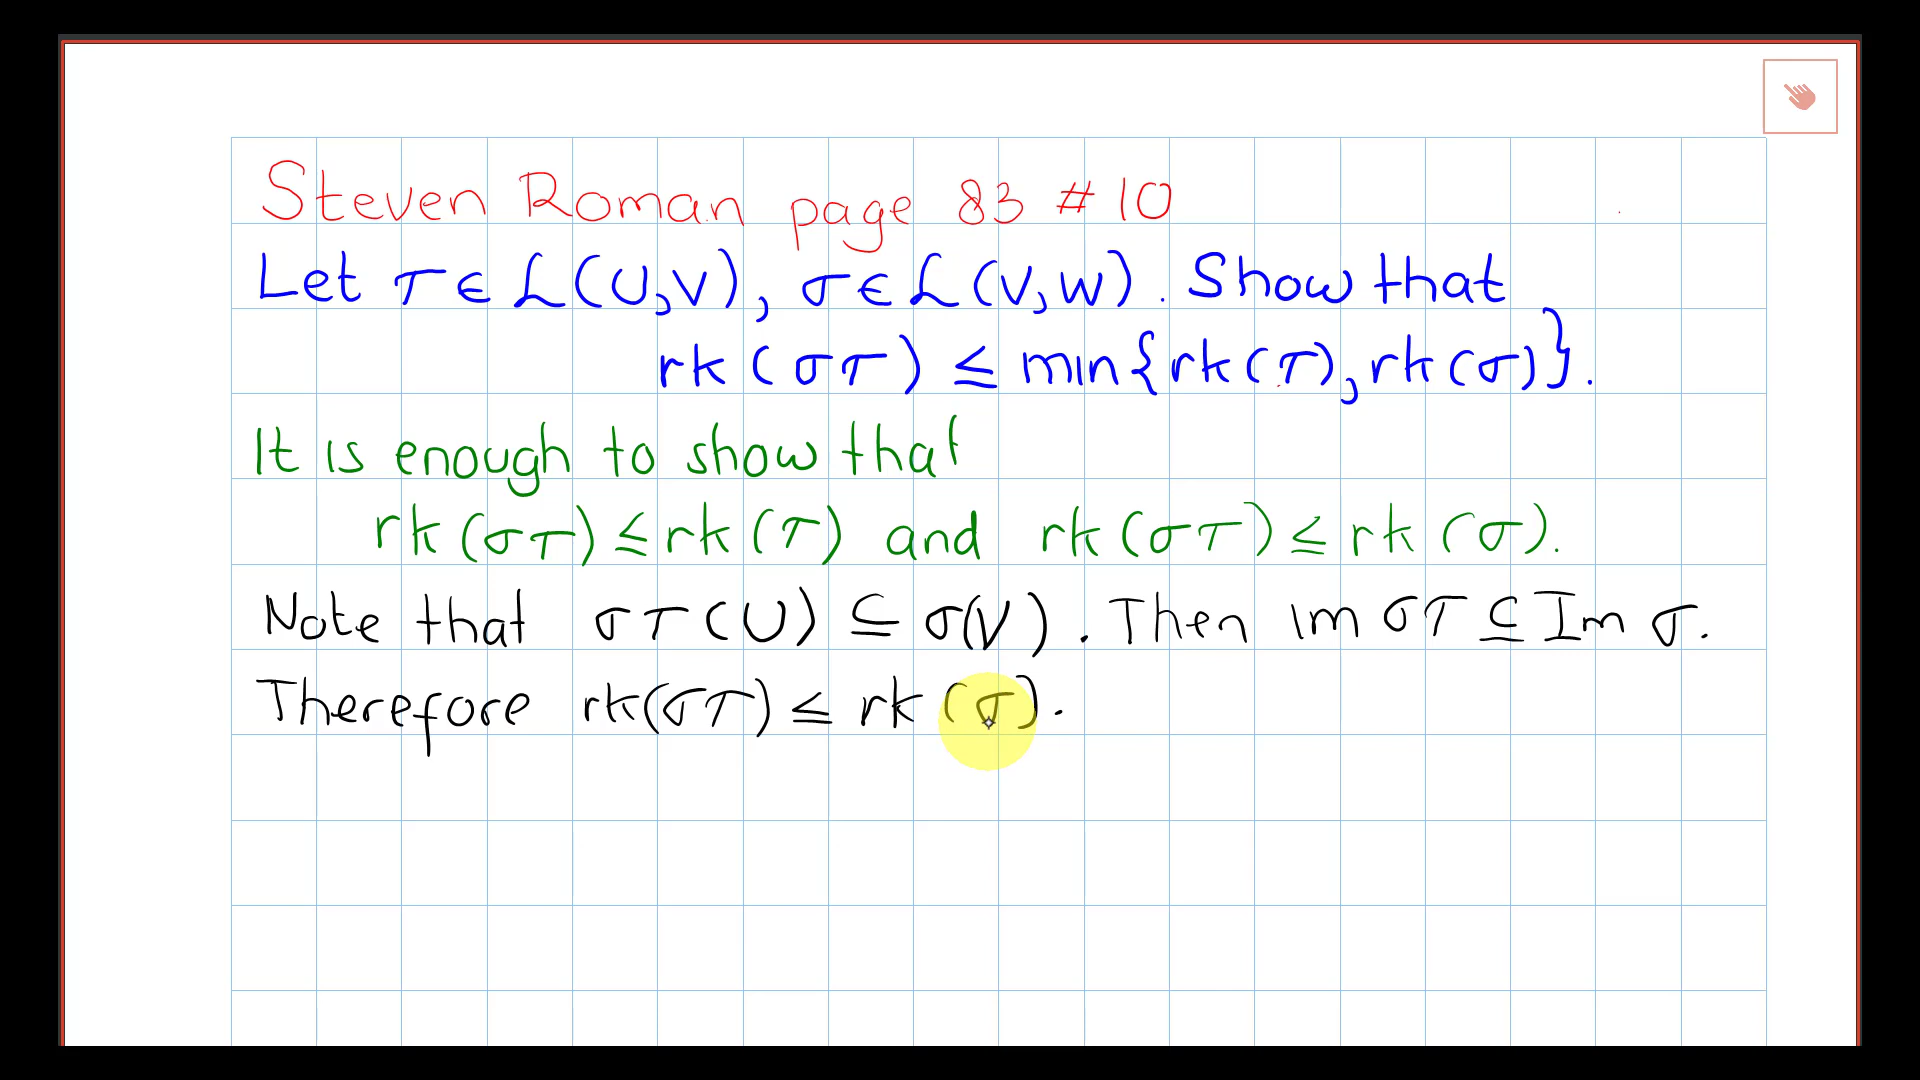 Steven Roman page 83 #10
Let τ ∈ ℒ(U,V), σ ∈ ℒ(V,W). Show that
rk(στ) ≤ min{rk(τ), rk(σ)}.
It is enough to show that
rk(στ) ≤ rk(τ) and rk(στ) ≤ rk(σ).
Note that στ(U) ⊆ σ(V). Then im στ ⊆ Im σ.
Therefore rk(στ) ≤ rk(σ).